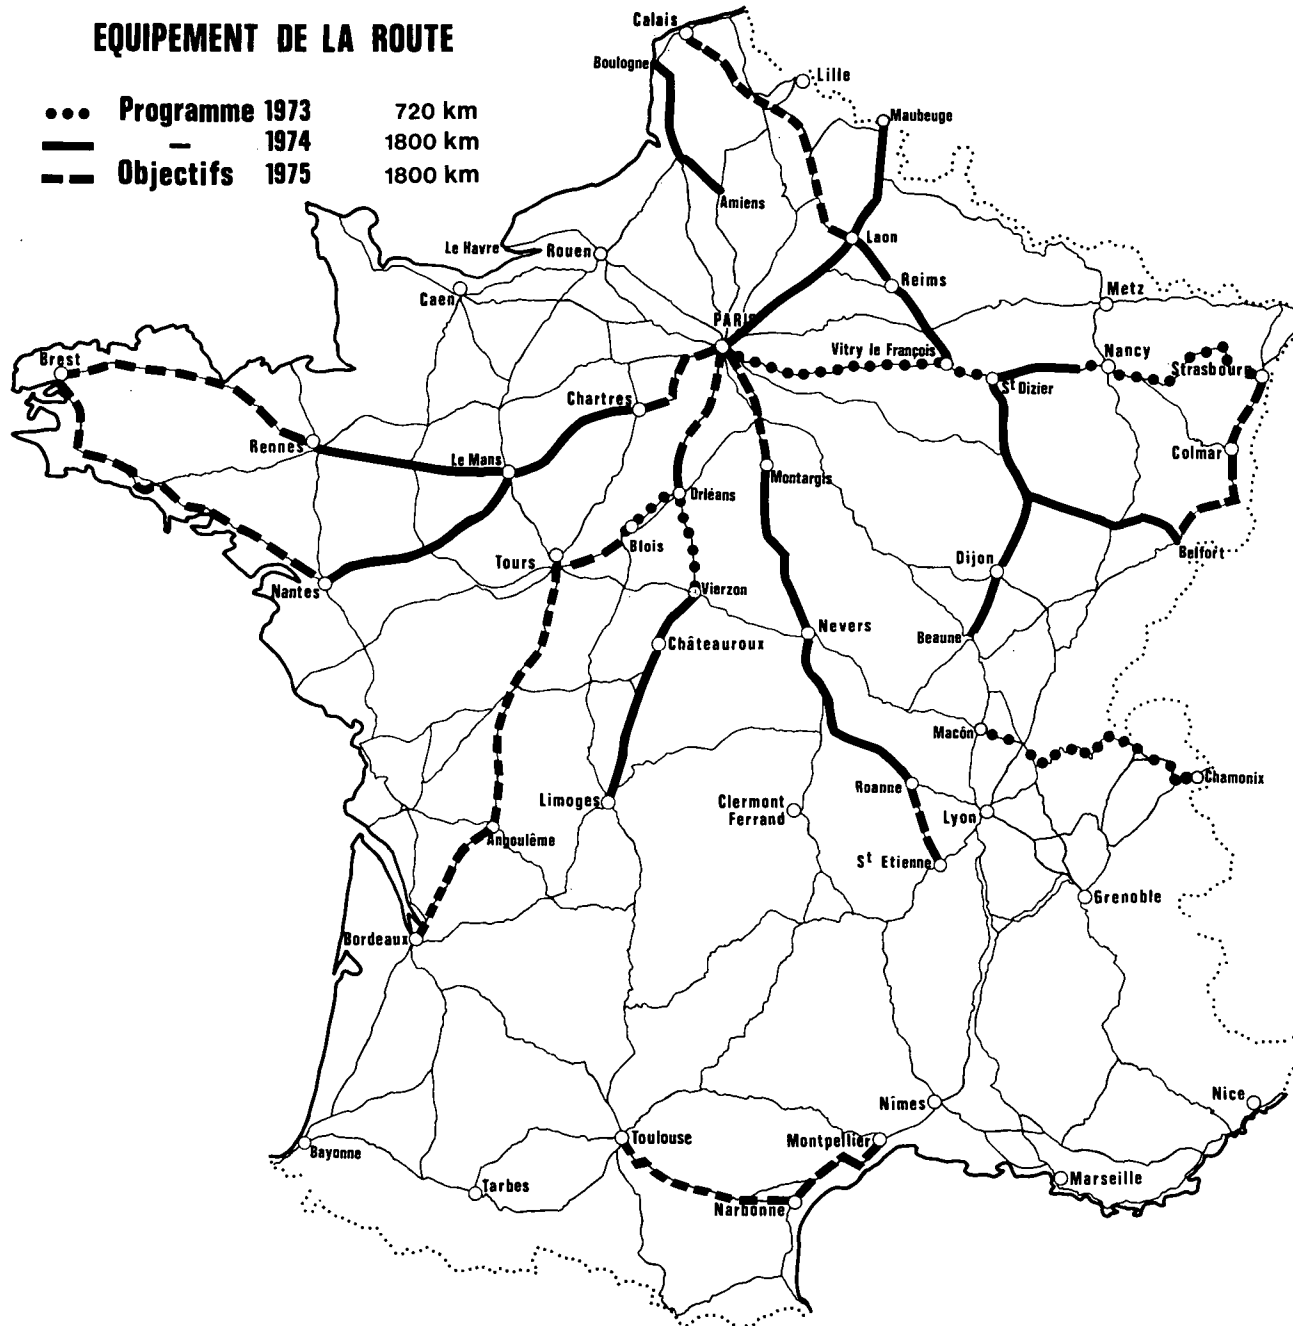 EQUIPEMENT DE LA ROUTE
••• Programme 1973 720 km
– 1974 1800 km
Objectifs 1975 1800 km
Calais
Boulogne
Lille
Maubeuge
Amiens
Laon
Le Havre
Rouen
Reims
Caen
Metz
PARIS
Vitry le François
Nancy
Strasbourg
St Dizier
Brest
Chartres
Rennes
Le Mans
Colmar
Montargis
Orléans
Blois
Belfort
Tours
Dijon
Nantes
Vierzon
Nevers
Beaune
Châteauroux
Macôn
Chamonix
Roanne
Limoges
Clermont
Ferrand
Lyon
Angoulême
St Etienne
Grenoble
Bordeaux
Nîmes
Nice
Bayonne
Toulouse
Montpellier
Marseille
Tarbes
Narbonne